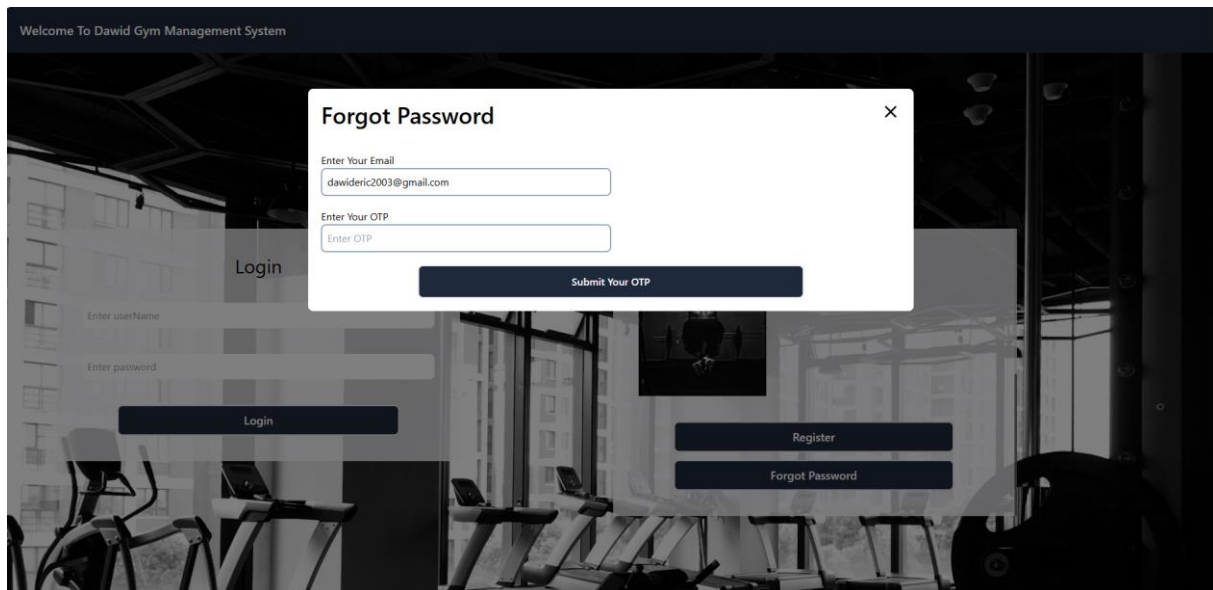 Welcome To Dawid Gym Management System
Forgot Password
Enter Your Email
dawideric2003@gmail.com
Enter Your OTP
Enter OTP
Submit Your OTP
Login
Enter userName
Enter password
Login
Register
Forgot Password